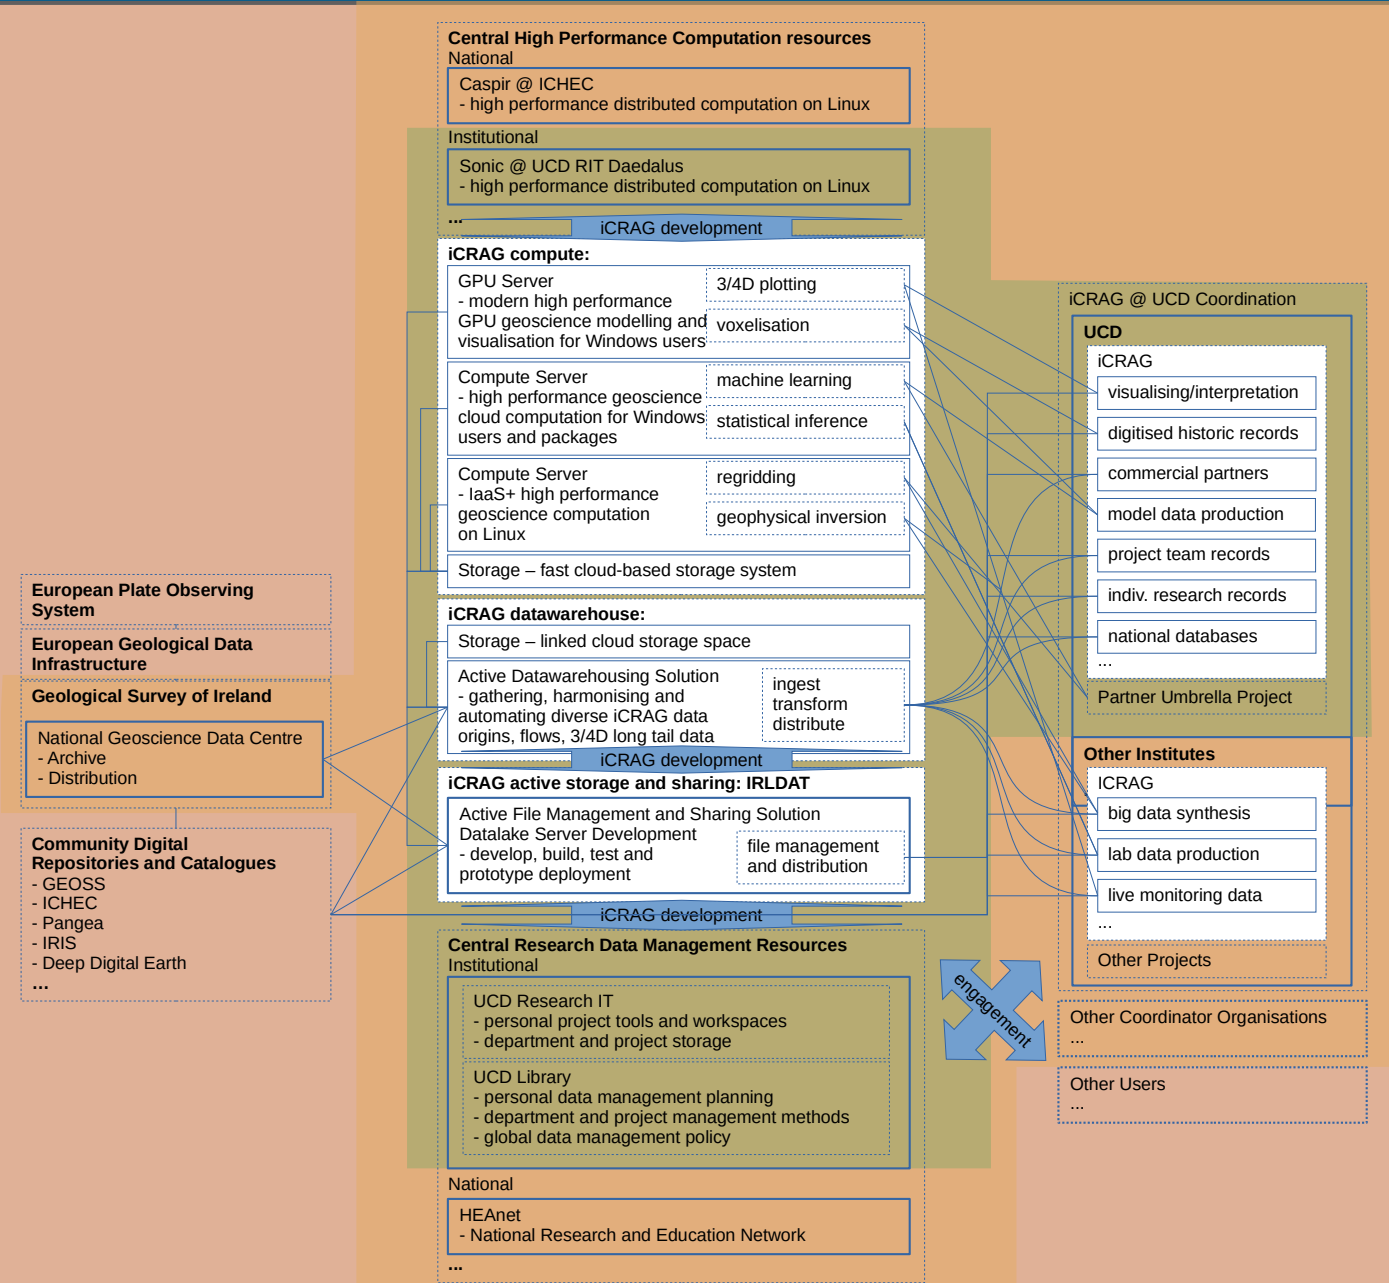 Central High Performance Computation resources
National
Caspir @ ICHEC
- high performance distributed computation on Linux
Institutional
Sonic @ UCD RIT Daedalus
- high performance distributed computation on Linux
...
iCRAG development
iCRAG compute:
GPU Server
- modern high performance
GPU geoscience modelling and
visualisation for Windows users
3/4D plotting
voxelisation
Compute Server
- high performance geoscience
cloud computation for Windows
users and packages
machine learning
statistical inference
Compute Server
- IaaS+ high performance
geoscience computation
on Linux
regridding
geophysical inversion
Storage – fast cloud-based storage system
iCRAG datawarehouse:
Storage – linked cloud storage space
Active Datawarehousing Solution
- gathering, harmonising and
automating diverse iCRAG data
origins, flows, 3/4D long tail data
ingest
transform
distribute
iCRAG development
iCRAG active storage and sharing: IRLDAT
Active File Management and Sharing Solution
Datalake Server Development
- develop, build, test and
prototype deployment
file management
and distribution
iCRAG development
Central Research Data Management Resources
Institutional
UCD Research IT
- personal project tools and workspaces
- department and project storage
UCD Library
- personal data management planning
- department and project management methods
- global data management policy
National
HEAnet
- National Research and Education Network
...
European Plate Observing
System
European Geological Data
Infrastructure
Geological Survey of Ireland
National Geoscience Data Centre
- Archive
- Distribution
Community Digital
Repositories and Catalogues
- GEOSS
- ICHEC
- Pangea
- IRIS
- Deep Digital Earth
...
iCRAG @ UCD Coordination
UCD
iCRAG
visualising/interpretation
digitised historic records
commercial partners
model data production
project team records
indiv. research records
national databases
...
Partner Umbrella Project
Other Institutes
ICRAG
big data synthesis
lab data production
live monitoring data
...
Other Projects
engagement
Other Coordinator Organisations
...
Other Users
...